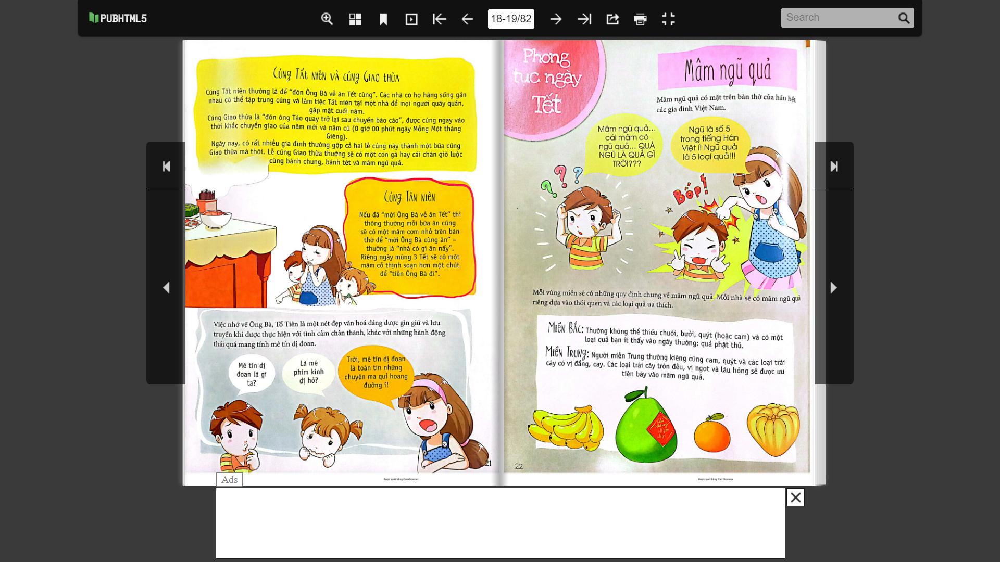 PUBHTML5
18-19/82
Search
Cúng Tất niên và cúng Giao thừa
Cúng Tất niên thường là để “đón Ông Bà về ăn Tết cùng”. Các nhà có họ hàng sống gần
nhau có thể tập trung cúng và làm tiệc Tất niên tại một nhà để mọi người quây quần,
gặp mặt cuối năm.
Cúng Giao thừa là “đón ông Táo quay trở lại sau chuyến báo cáo”, được cúng ngay vào
thời khắc chuyển giao của năm mới và năm cũ (0 giờ 00 phút ngày Mồng Một tháng
Giêng).
Ngày nay, có rất nhiều gia đình thường gộp cả hai lễ cúng này thành một bữa cúng
Giao thừa mà thôi. Lễ cúng Giao thừa thường sẽ có một con gà hay cái chân giò luộc
cùng bánh chưng, bánh tét và mâm ngũ quả.
Cúng Tân niên
Nếu đã “mời Ông Bà về ăn Tết” thì
thông thường mỗi bữa ăn cũng
sẽ có một mâm cơm nhỏ trên bàn
thờ để “mời Ông Bà cùng ăn” –
thường là “nhà có gì ăn nấy”.
Riêng ngày mùng 3 Tết sẽ có một
mâm cỗ thịnh soạn hơn một chút
để “tiễn Ông Bà đi”.
Việc nhớ về Ông Bà, Tổ Tiên là một nét đẹp văn hoá đáng được gìn giữ và lưu
truyền khi được thực hiện với tình cảm chân thành, khác với những hành động
thái quá mang tính mê tín dị đoan.
Mê tín dị
đoan là gì
ta?
Là mê
phim kinh
dị hở?
Trời, mê tín dị đoan
là toàn tin những
chuyện ma quỉ hoang
đường í!
21
Được quét bằng CamScanner
Phong
tục ngày
Tết
Mâm ngũ quả
Mâm ngũ quả có mặt trên bàn thờ của hầu hết
các gia đình Việt Nam.
Mâm ngũ quả...
cái mâm có
ngũ quả... QUẢ
NGŨ LÀ QUẢ GÌ
TRỜI???
Ngũ là số 5
trong tiếng Hán
Việt í! Ngũ quả
là 5 loại quả!!!
???
Bốp!
Mỗi vùng miền sẽ có những quy định chung về mâm ngũ quả. Mỗi nhà sẽ có mâm ngũ quả
riêng dựa vào thói quen và các loại quả ưa thích.
Miền Bắc: Thường không thể thiếu chuối, bưởi, quýt (hoặc cam) và có một
loại quả bạn ít thấy vào ngày thường: quả phật thủ.
Miền Trung: Người miền Trung thường kiêng cúng cam, quýt và các loại trái
cây có vị đắng, cay. Các loại trái cây tròn đều, vị ngọt và lâu hỏng sẽ được ưu
tiên bày vào mâm ngũ quả.
Chúc
Mừng
Năm
Mới
22
Được quét bằng CamScanner
Ads